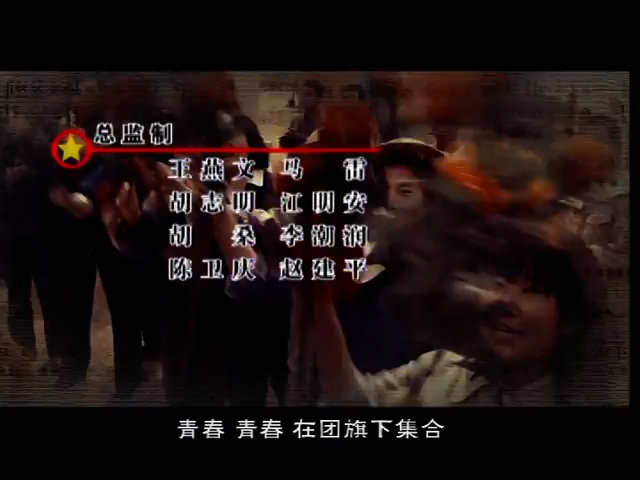 总监制
王燕文 马 雷
胡志明 江明安
胡 桑 李潮润
陈卫庆 赵建平
青春 青春 在团旗下集合